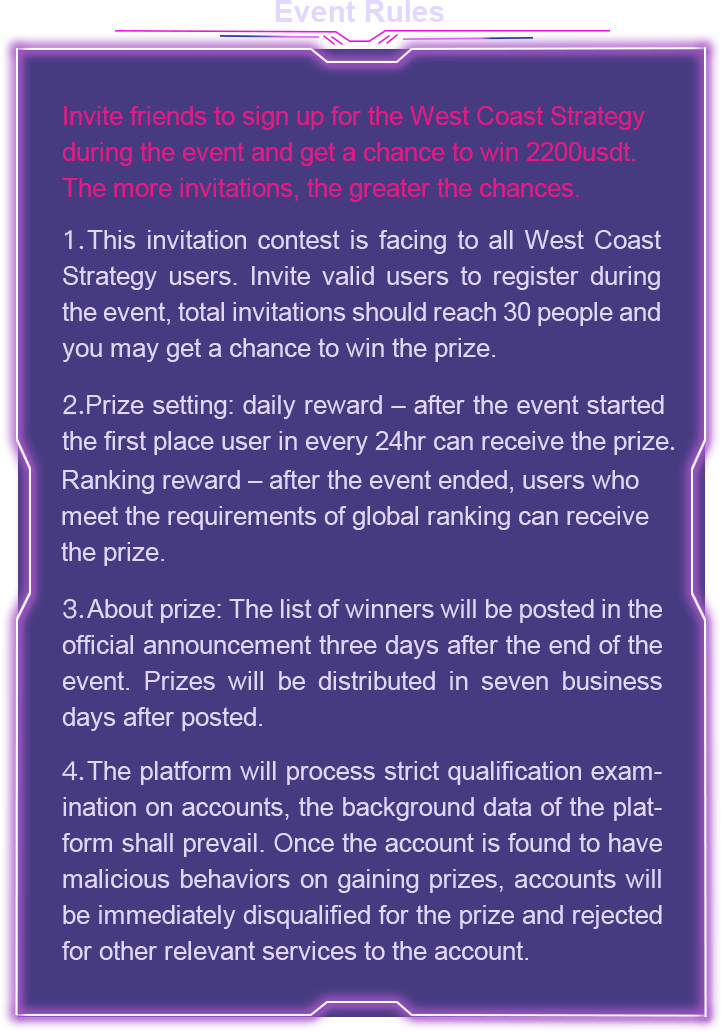 Event Rules
Invite friends to sign up for the West Coast Strategy
during the event and get a chance to win 2200usdt.
The more invitations, the greater the chances.
1.This invitation contest is facing to all West Coast
Strategy users. Invite valid users to register during
the event, total invitations should reach 30 people and
you may get a chance to win the prize.
2.Prize setting: daily reward – after the event started
the first place user in every 24hr can receive the prize.
Ranking reward – after the event ended, users who
meet the requirements of global ranking can receive
the prize.
3.About prize: The list of winners will be posted in the
official announcement three days after the end of the
event. Prizes will be distributed in seven business
days after posted.
4.The platform will process strict qualification exam-
ination on accounts, the background data of the plat-
form shall prevail. Once the account is found to have
malicious behaviors on gaining prizes, accounts will
be immediately disqualified for the prize and rejected
for other relevant services to the account.